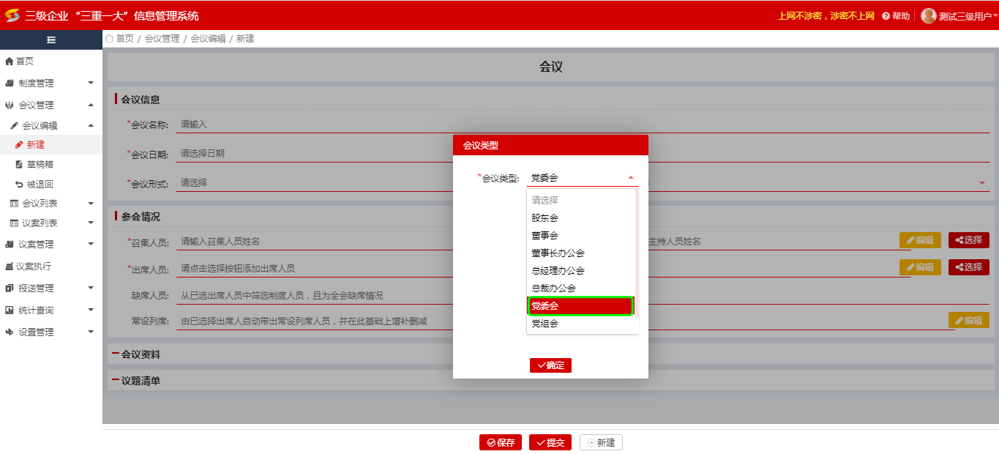 三级企业 “三重一大” 信息管理系统
上网不涉密，涉密不上网 帮助 测试三级用户
首页 / 会议管理 / 会议编辑 / 新建
首页
制度管理
会议管理
会议编辑
新建
草稿箱
被退回
会议列表
议案列表
议案管理
议案执行
报送管理
统计查询
设置管理
会议
会议信息
*会议名称: 请输入
*会议日期: 请选择日期
*会议形式: 请选择
参会情况
*召集人员: 请输入召集人员姓名
主持人员姓名 编辑 选择
*出席人员: 请点击选择按钮添加出席人员
编辑 选择
缺席人员: 从已选出席人员中筛选制度人员，且为全会缺席情况
常设列席: 由已选择出席人自动带出常设列席人员，并在此基础上增补删减
编辑
会议资料
议题清单
会议类型
*会议类型: 党委会
请选择
股东会
董事会
董事长办公会
总经理办公会
总裁办公会
党委会
党组会
确定
保存 提交 新建